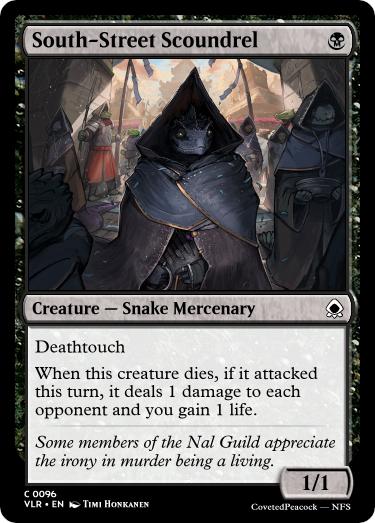 South-Street Scoundrel
Creature — Snake Mercenary
Deathtouch
When this creature dies, if it attacked
this turn, it deals 1 damage to each
opponent and you gain 1 life.
Some members of the Nal Guild appreciate
the irony in murder being a living.
1/1
C 0096
VLR • EN Timi Honkanen
CovetedPeacock — NFS